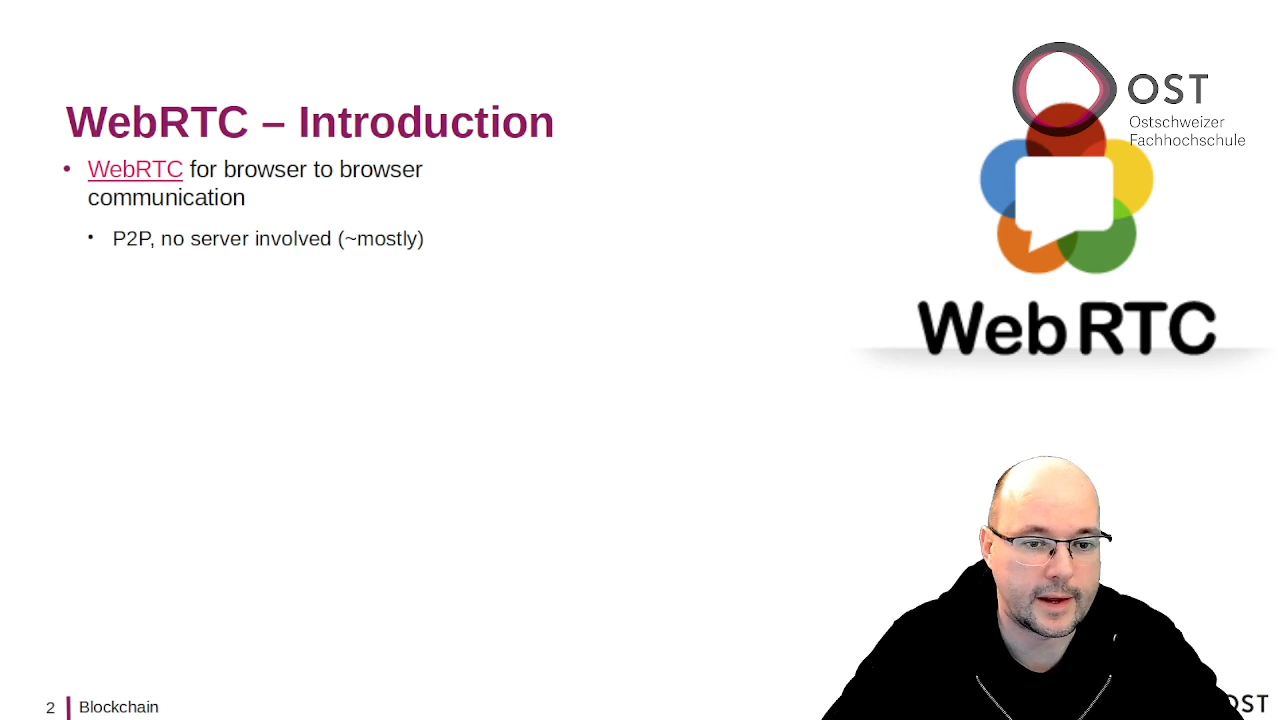 OST
Ostschweizer
Fachhochschule
WebRTC – Introduction
• WebRTC for browser to browser
communication
• P2P, no server involved (~mostly)
WebRTC
2 Blockchain
OST